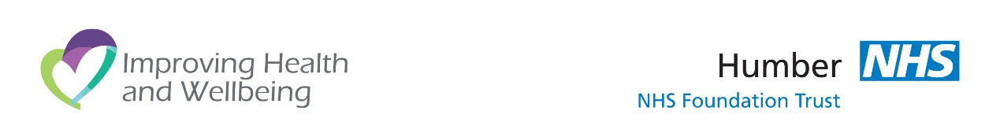 Improving Health
and Wellbeing
Humber NHS
NHS Foundation Trust